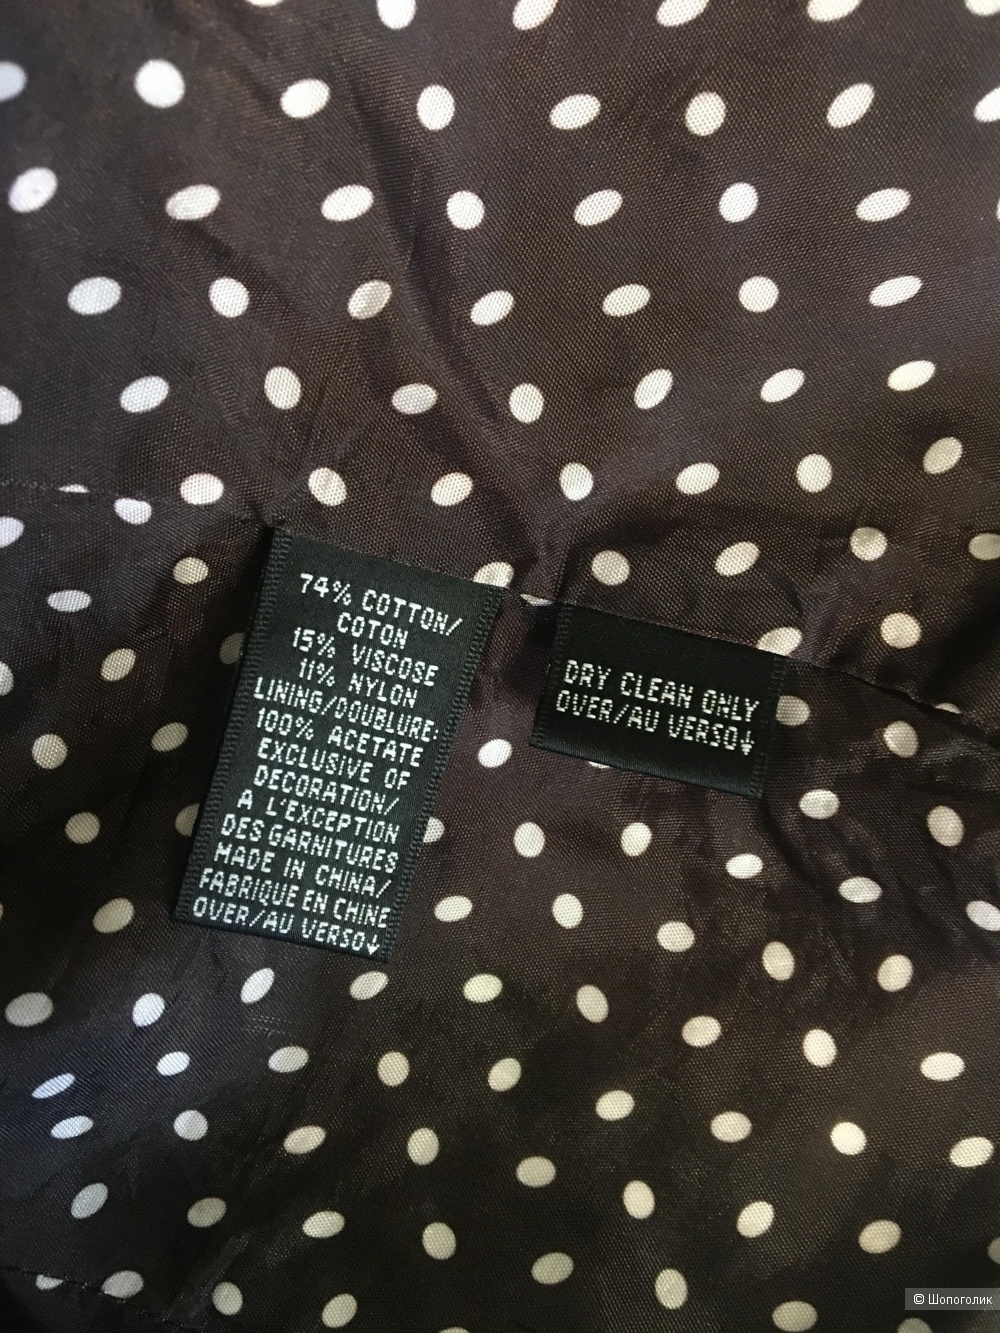 74% COTTON/
COTON
15% VISCOSE
11% NYLON
LINING/DOUBLURE:
100% ACETATE
EXCLUSIVE OF
DECORATION/
A L'EXCEPTION
DES GARNITURES
MADE IN CHINA/
FABRIQUE EN CHINE
OVER/AU VERSO↓
DRY CLEAN ONLY
OVER/AU VERSO↓
© Шопоголик